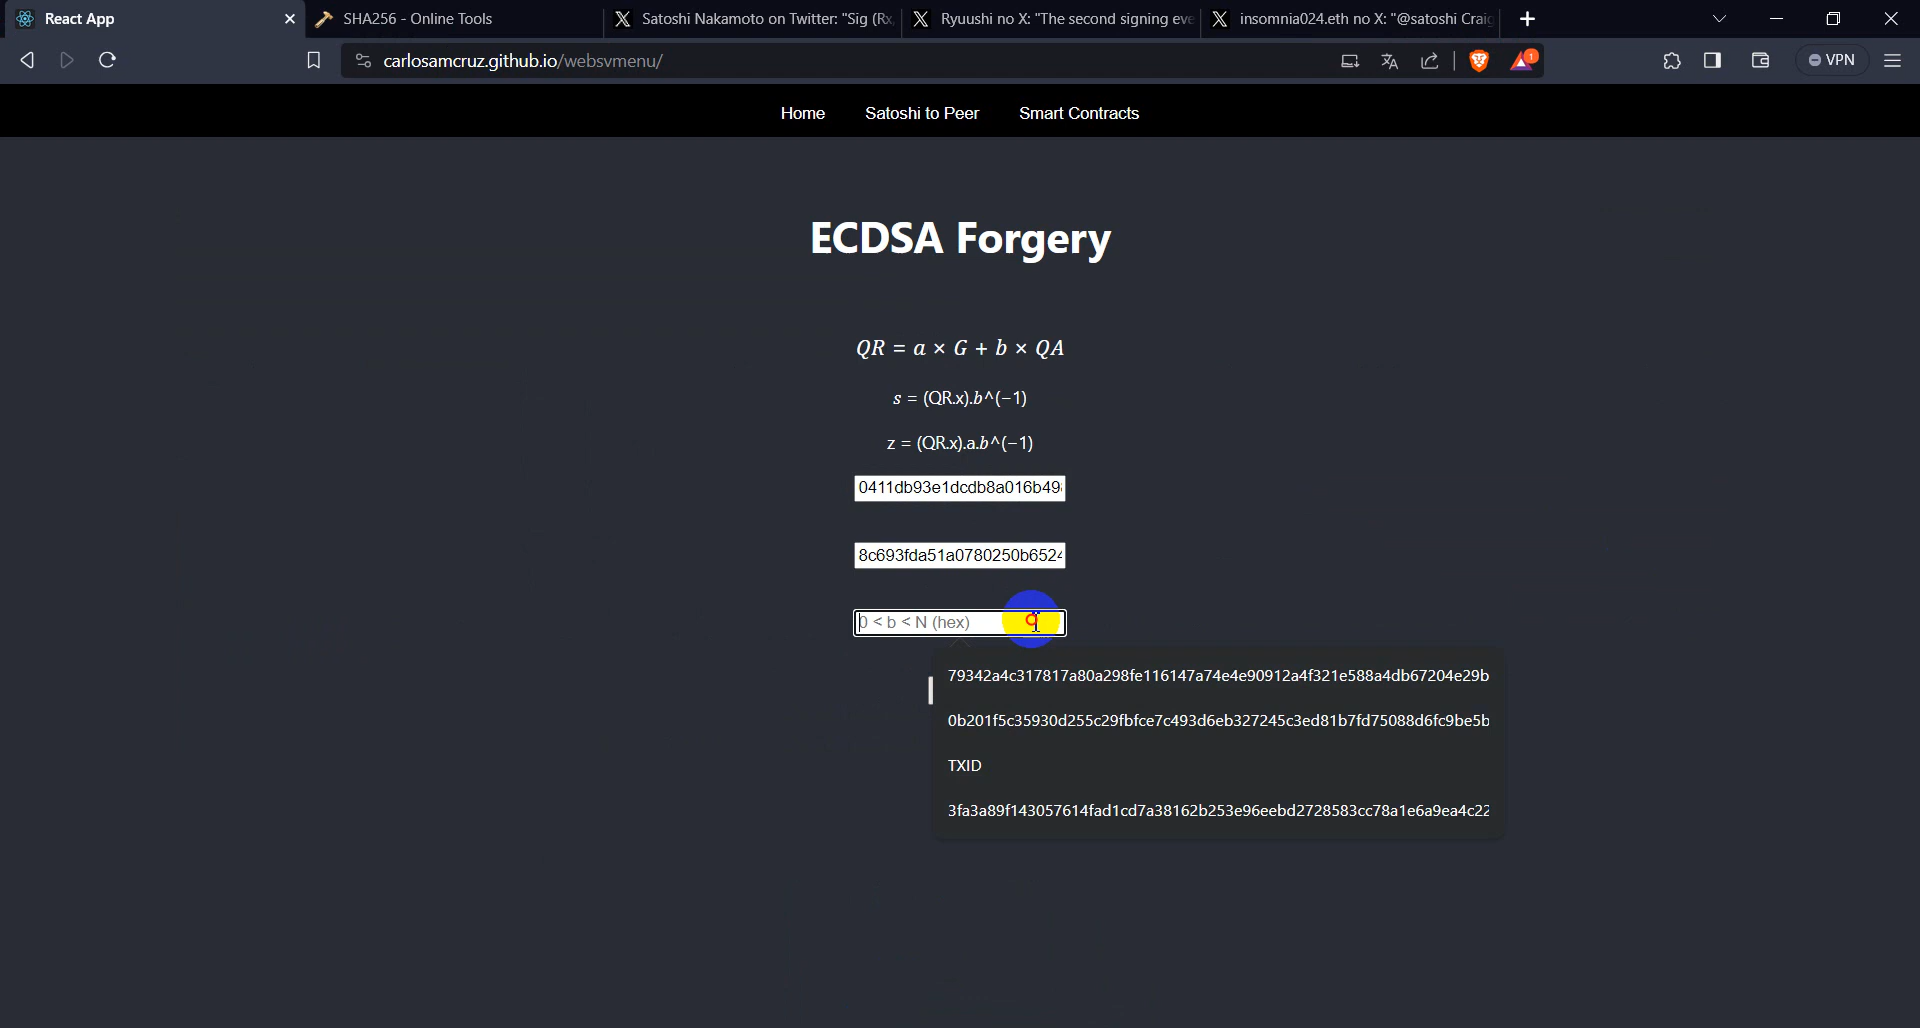 React App
SHA256 - Online Tools
Satoshi Nakamoto on Twitter: "Sig (Rx,
Ryuushi no X: "The second signing eve
insomnia024.eth no X: "@satoshi Craig
carlosamcruz.github.io/websvmenu/
1
VPN
Home
Satoshi to Peer
Smart Contracts
ECDSA Forgery
QR = a × G + b × QA
s = (QR.x).b^(−1)
z = (QR.x).a.b^(−1)
0411db93e1dcdb8a016b49
8c693fda51a0780250b6524
0 < b < N (hex)
79342a4c317817a80a298fe116147a74e4e90912a4f321e588a4db67204e29b
0b201f5c35930d255c29fbfce7c493d6eb327245c3ed81b7fd75088d6fc9be5b
TXID
3fa3a89f143057614fad1cd7a38162b253e96eebd2728583cc78a1e6a9ea4c22